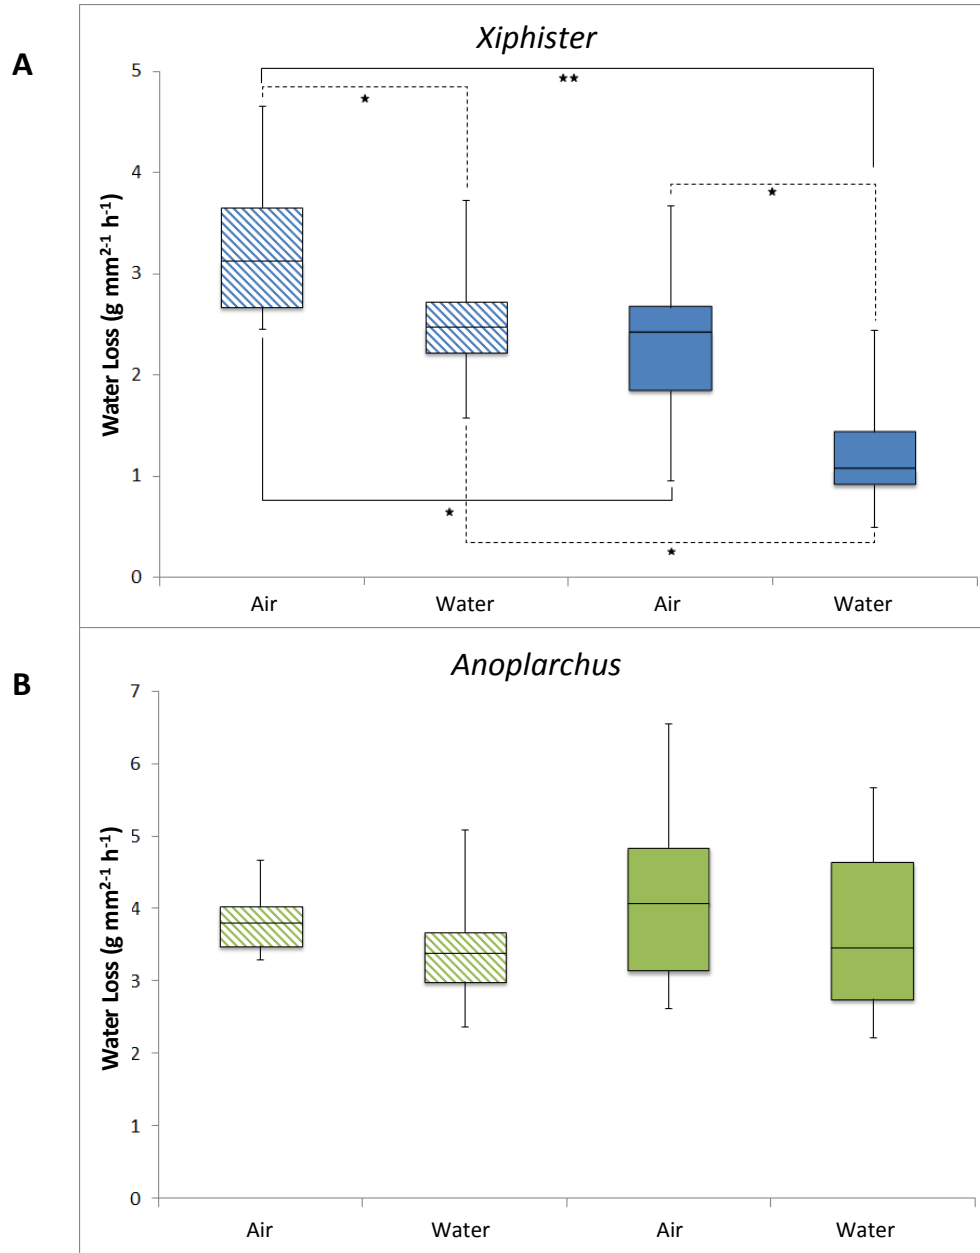 A
Xiphister
5
★★
★
4
★
3
2
1
★
★
0
Water Loss (g mm²⁻¹ h⁻¹)
Air Water Air Water
B
Anoplarchus
7
6
5
4
3
2
1
0
Water Loss (g mm²⁻¹ h⁻¹)
Air Water Air Water